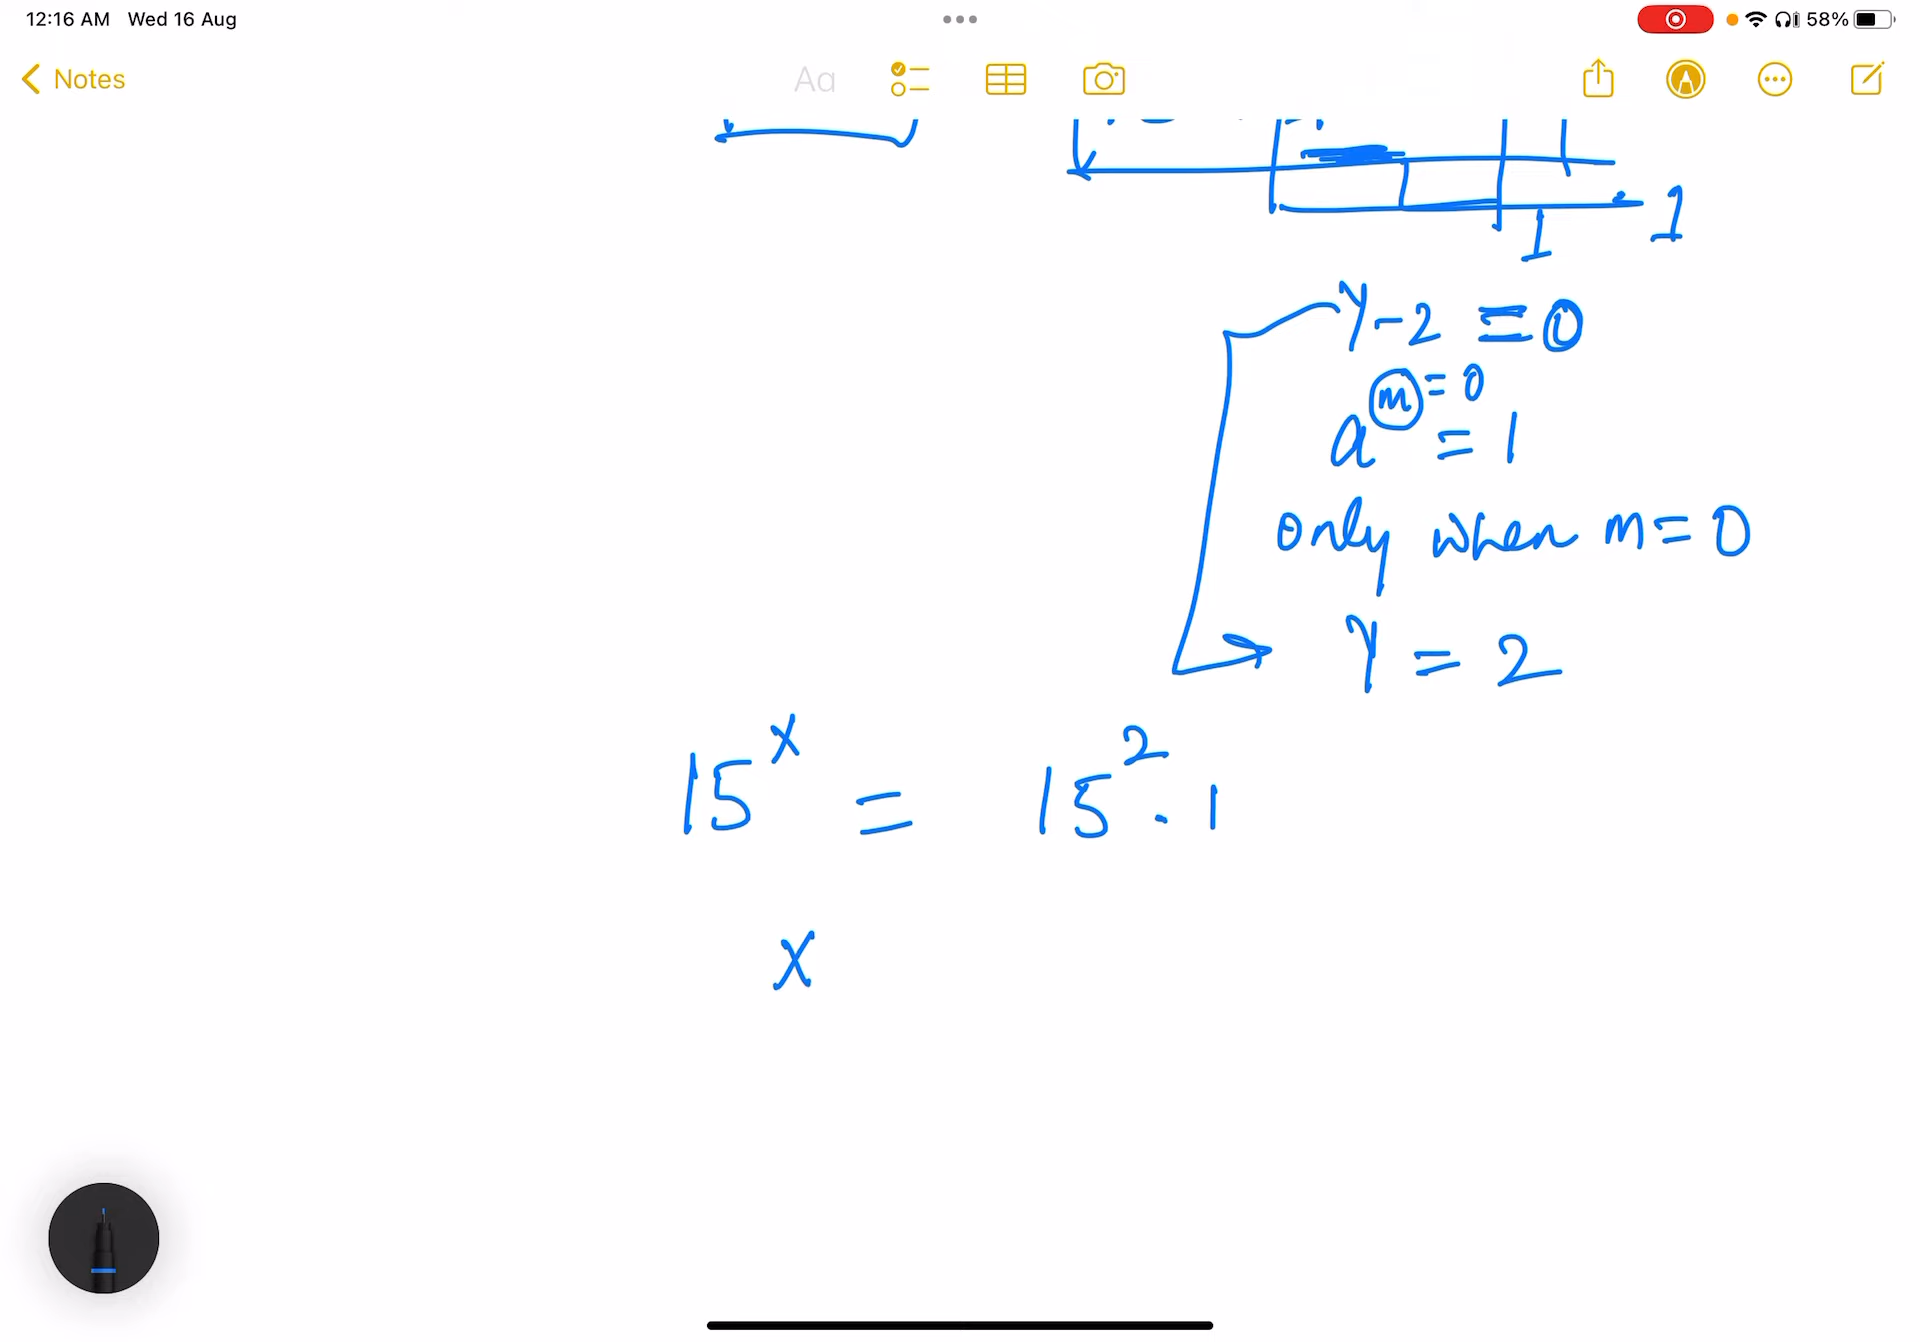 12:16 AM Wed 16 Aug
58%
Notes
Aa
1
1
Y-2 = 0
m = 0
a = 1
only when m = 0
Y = 2
15^x = 15^2 . 1
x